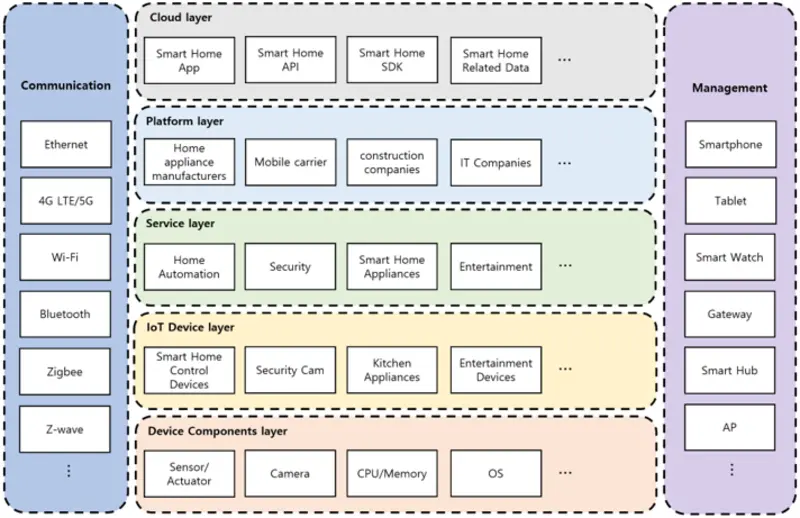 Communication
Ethernet
4G LTE/5G
Wi-Fi
Bluetooth
Zigbee
Z-wave
⋮
Cloud layer
Smart Home
App
Smart Home
API
Smart Home
SDK
Smart Home
Related Data
...
Platform layer
Home
appliance
manufacturers
Mobile carrier
construction
companies
IT Companies
...
Service layer
Home
Automation
Security
Smart Home
Appliances
Entertainment
...
IoT Device layer
Smart Home
Control
Devices
Security Cam
Kitchen
Appliances
Entertainment
Devices
...
Device Components layer
Sensor/
Actuator
Camera
CPU/Memory
OS
...
Management
Smartphone
Tablet
Smart Watch
Gateway
Smart Hub
AP
⋮